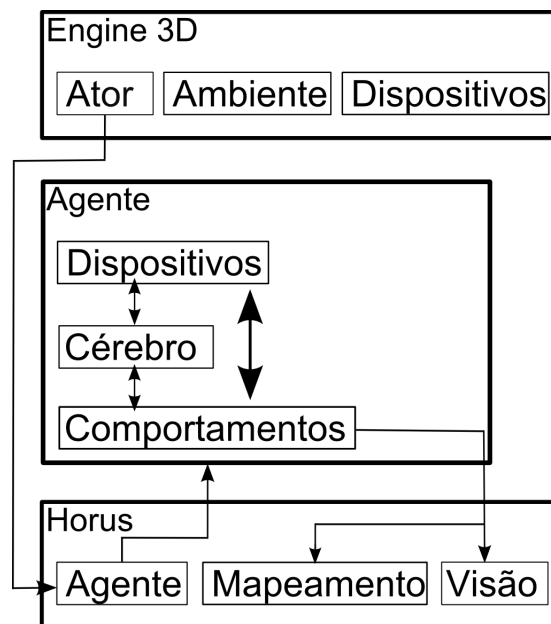 Engine 3D
Ator Ambiente Dispositivos
Agente
Dispositivos
Cérebro
Comportamentos
Horus
Agente Mapeamento Visão